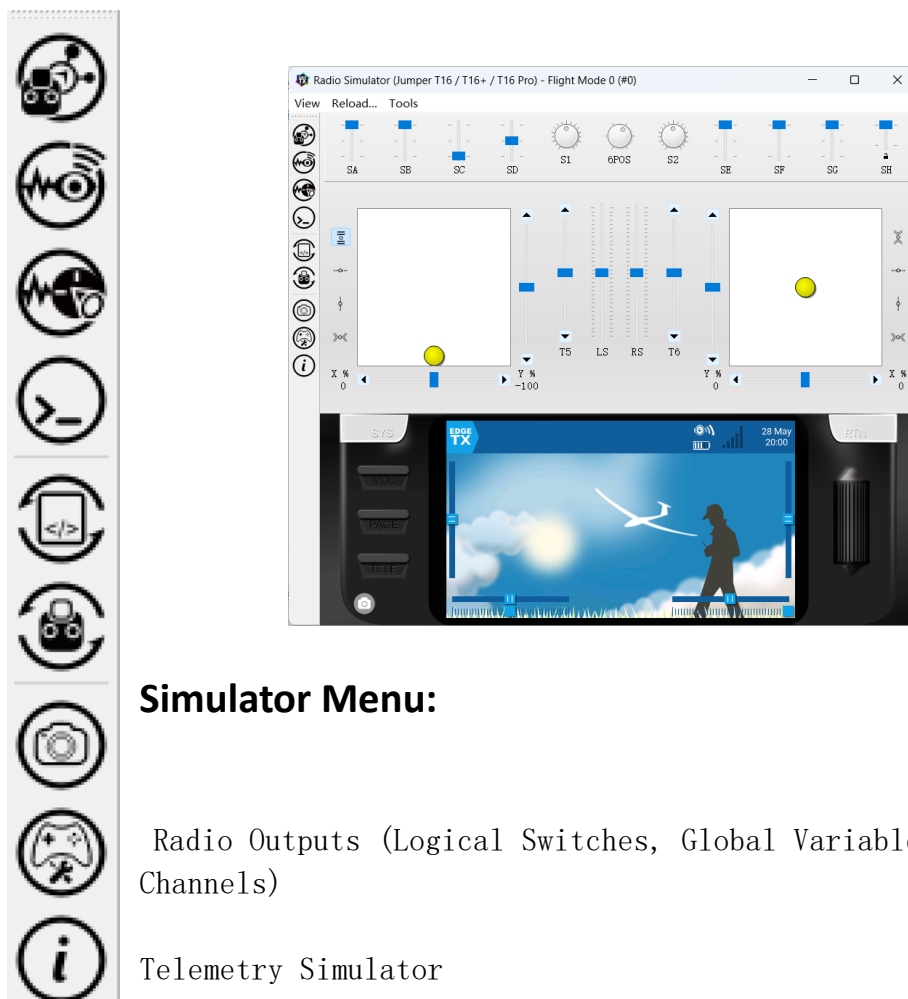 Radio Simulator (Jumper T16 / T16+ / T16 Pro) - Flight Mode 0 (#0)
View Reload... Tools
SA SB SC SD S1 6POS S2 SE SF SG SH
T5 LS RS T6
X % 0 Y % -100 Y % 0 X % 0
SYS EDGE TX 28 May 20:00 RTN
MDL
PAGE
TELE
Simulator Menu:
Radio Outputs (Logical Switches, Global Variabl
Channels)
Telemetry Simulator